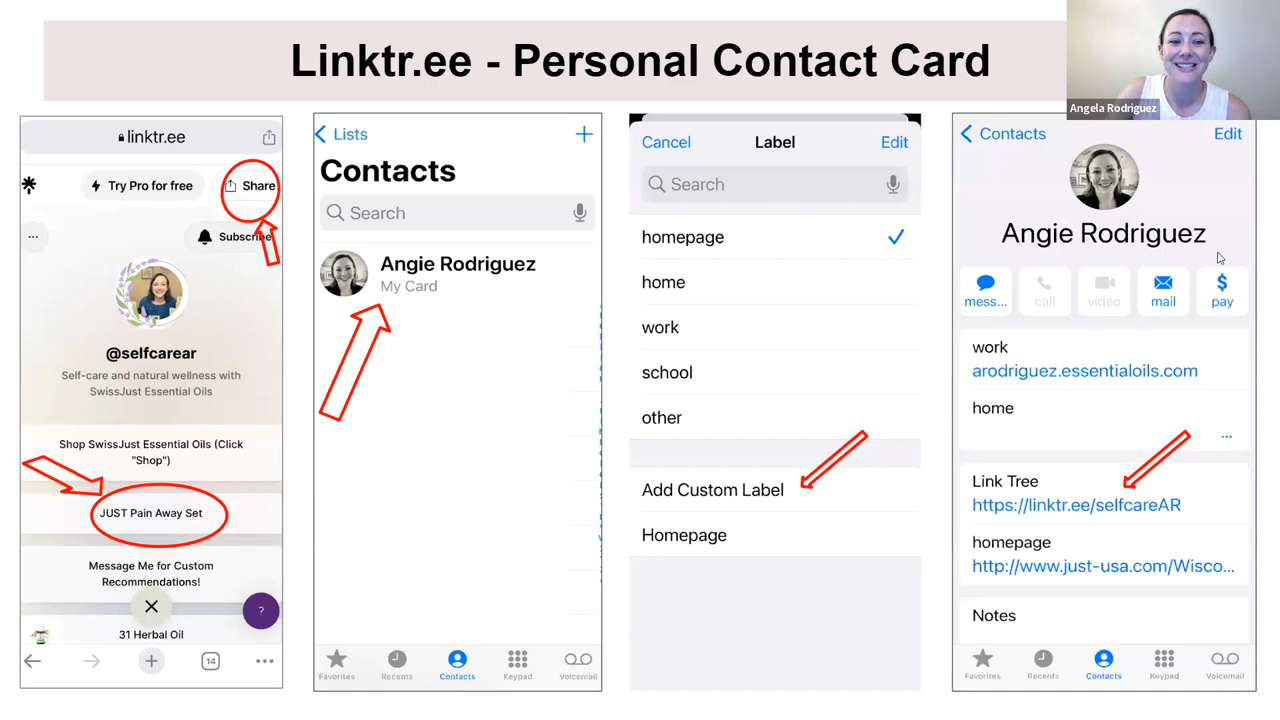 Linktr.ee - Personal Contact Card
Angela Rodriguez
linktr.ee
Try Pro for free
Share
Subscribe
@selfcarear
Self-care and natural wellness with
SwissJust Essential Oils
Shop SwissJust Essential Oils (Click
"Shop")
JUST Pain Away Set
Message Me for Custom
Recommendations!
?
31 Herbal Oil
14
Lists
Contacts
Search
Angie Rodriguez
My Card
Favorites
Recents
Contacts
Keypad
Voicemail
Cancel
Label
Edit
Search
homepage
home
work
school
other
Add Custom Label
Homepage
Contacts
Edit
Angie Rodriguez
mess...
call
video
mail
$
pay
work
arodriguez.essentialoils.com
home
...
Link Tree
https://linktr.ee/selfcareAR
homepage
http://www.just-usa.com/Wisco...
Notes
Favorites
Recents
Contacts
Keypad
Voicemail